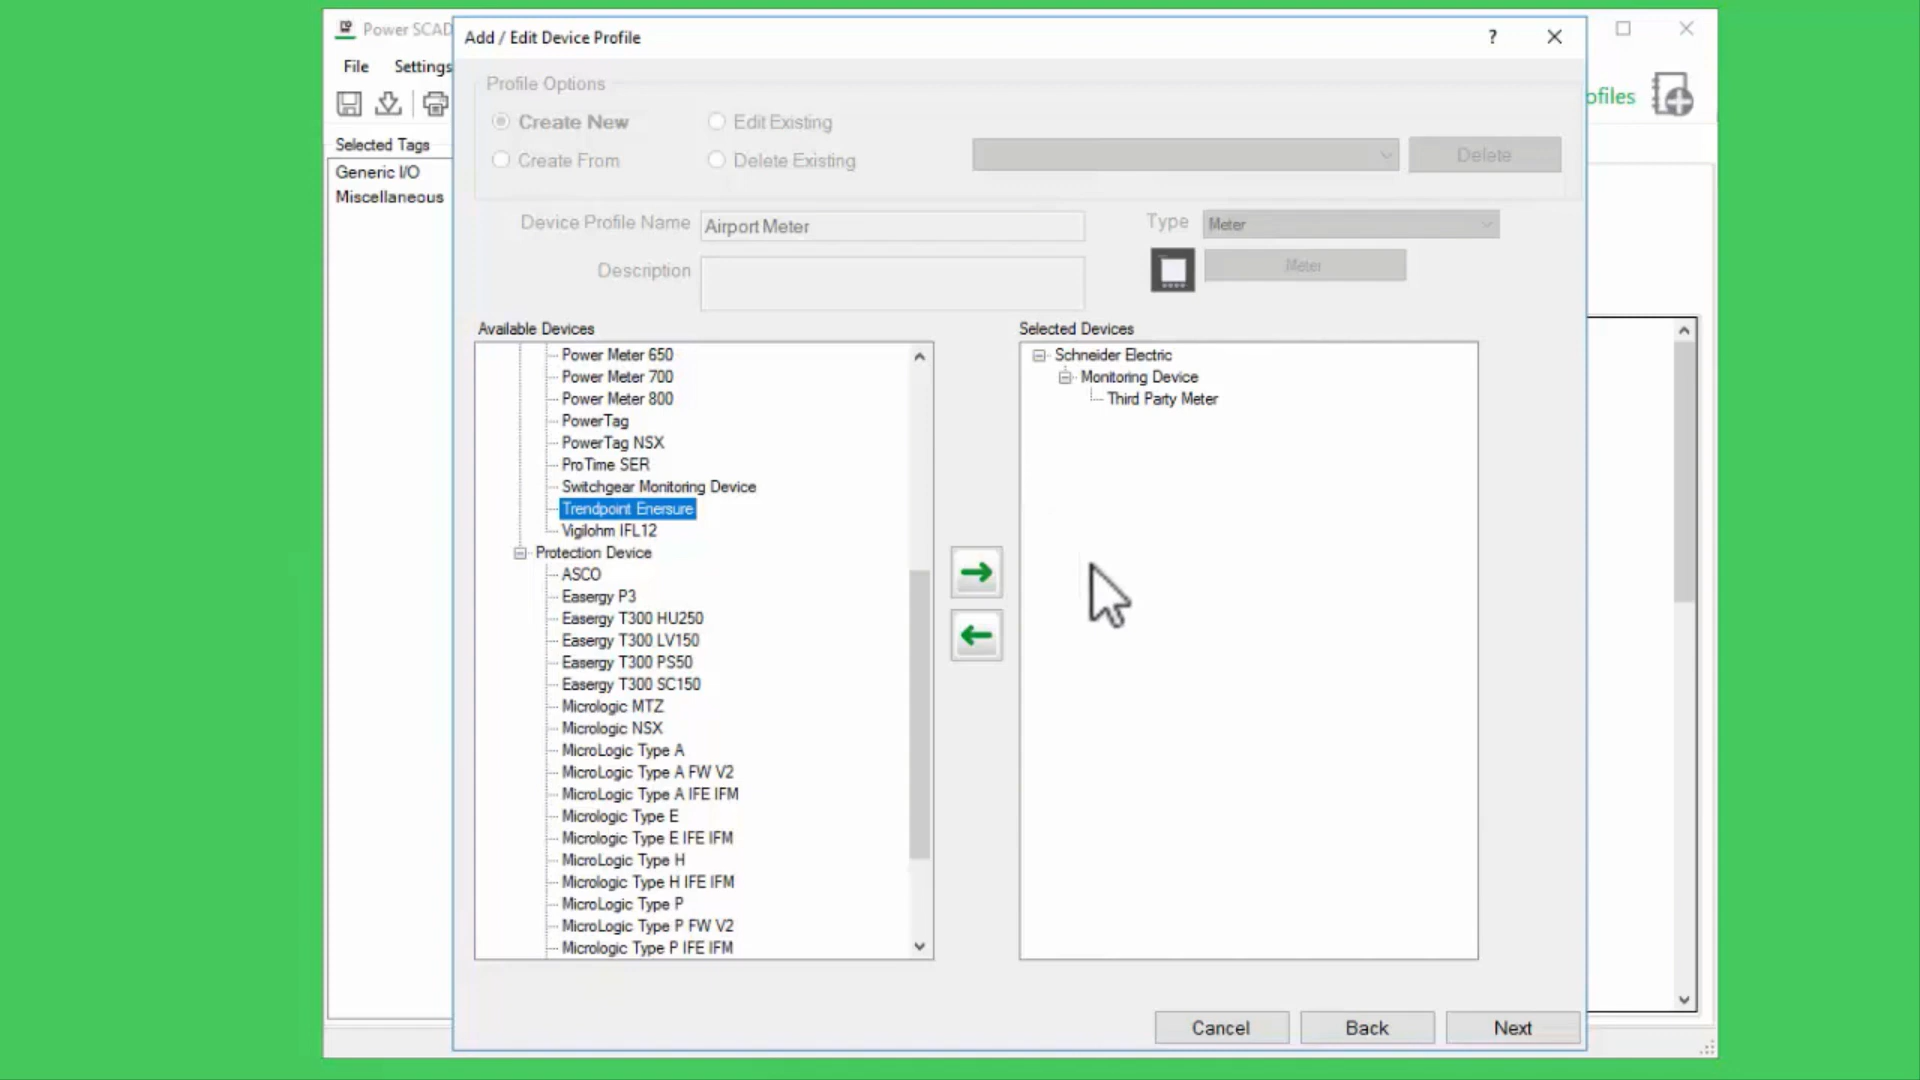 Power SCAD
Add / Edit Device Profile
?
File
Settings
ofiles
Profile Options
Create New
Edit Existing
Create From
Delete Existing
Delete
Selected Tags
Generic I/O
Miscellaneous
Device Profile Name
Airport Meter
Type
Meter
Description
Meter
Available Devices
Power Meter 650
Power Meter 700
Power Meter 800
PowerTag
PowerTag NSX
ProTime SER
Switchgear Monitoring Device
Trendpoint Enersure
Vigilohm IFL12
Protection Device
ASCO
Easergy P3
Easergy T300 HU250
Easergy T300 LV150
Easergy T300 PS50
Easergy T300 SC150
Micrologic MTZ
Micrologic NSX
MicroLogic Type A
MicroLogic Type A FW V2
MicroLogic Type A IFE IFM
Micrologic Type E
Micrologic Type E IFE IFM
MicroLogic Type H
Micrologic Type H IFE IFM
MicroLogic Type P
MicroLogic Type P FW V2
Micrologic Type P IFE IFM
Selected Devices
Schneider Electric
Monitoring Device
Third Party Meter
Cancel
Back
Next